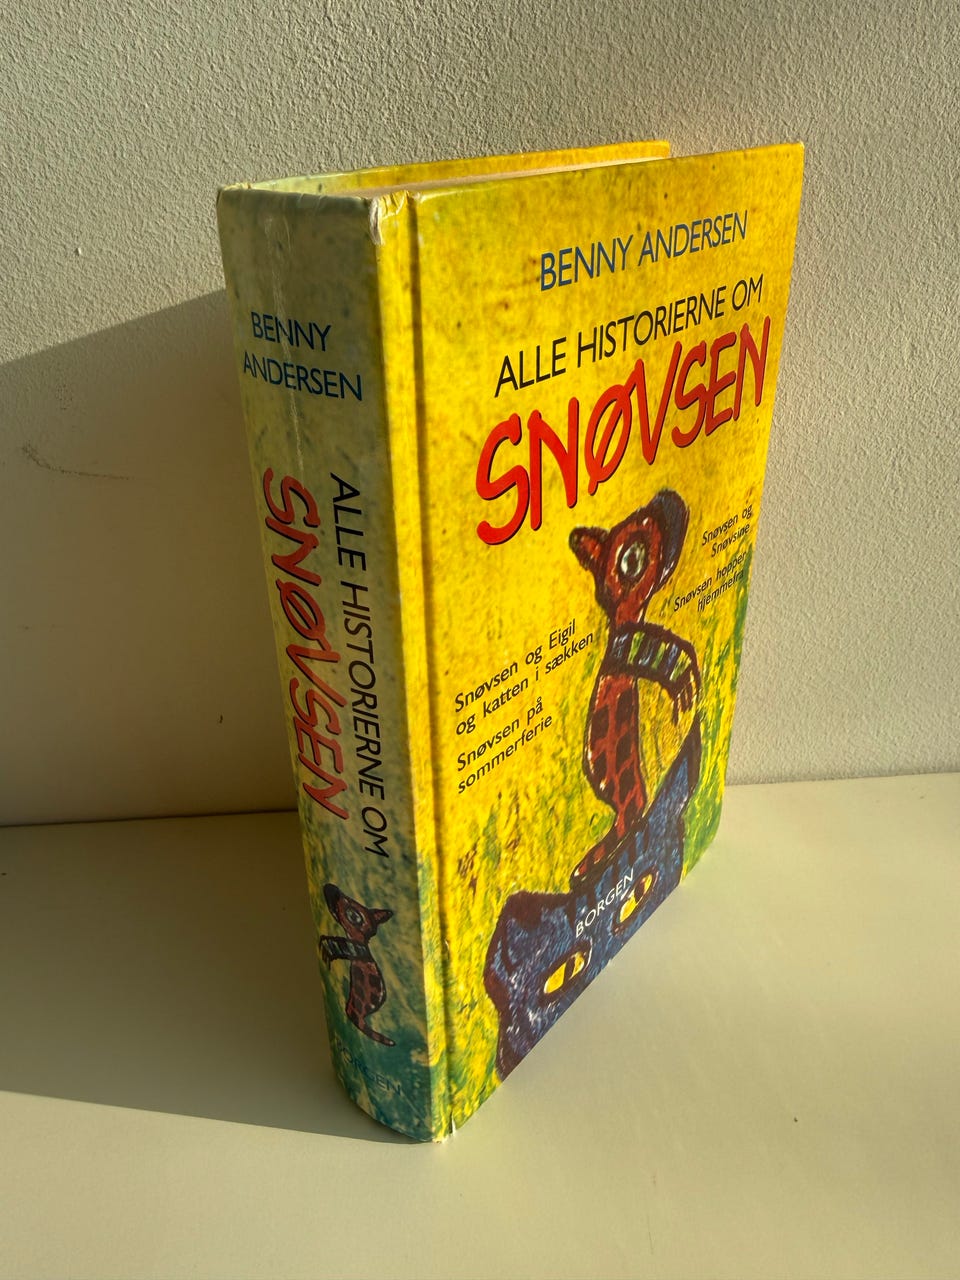 BENNY
ANDERSEN
ALLE HISTORIERNE OM
SNØVSEN
BORGEN
BENNY ANDERSEN
ALLE HISTORIERNE OM
SNØVSEN
Snøvsen og
Snøvsine
Snøvsen hopper
hjemmefra
Snøvsen og Eigil
og katten i sækken
Snøvsen på
sommerferie
BORGEN